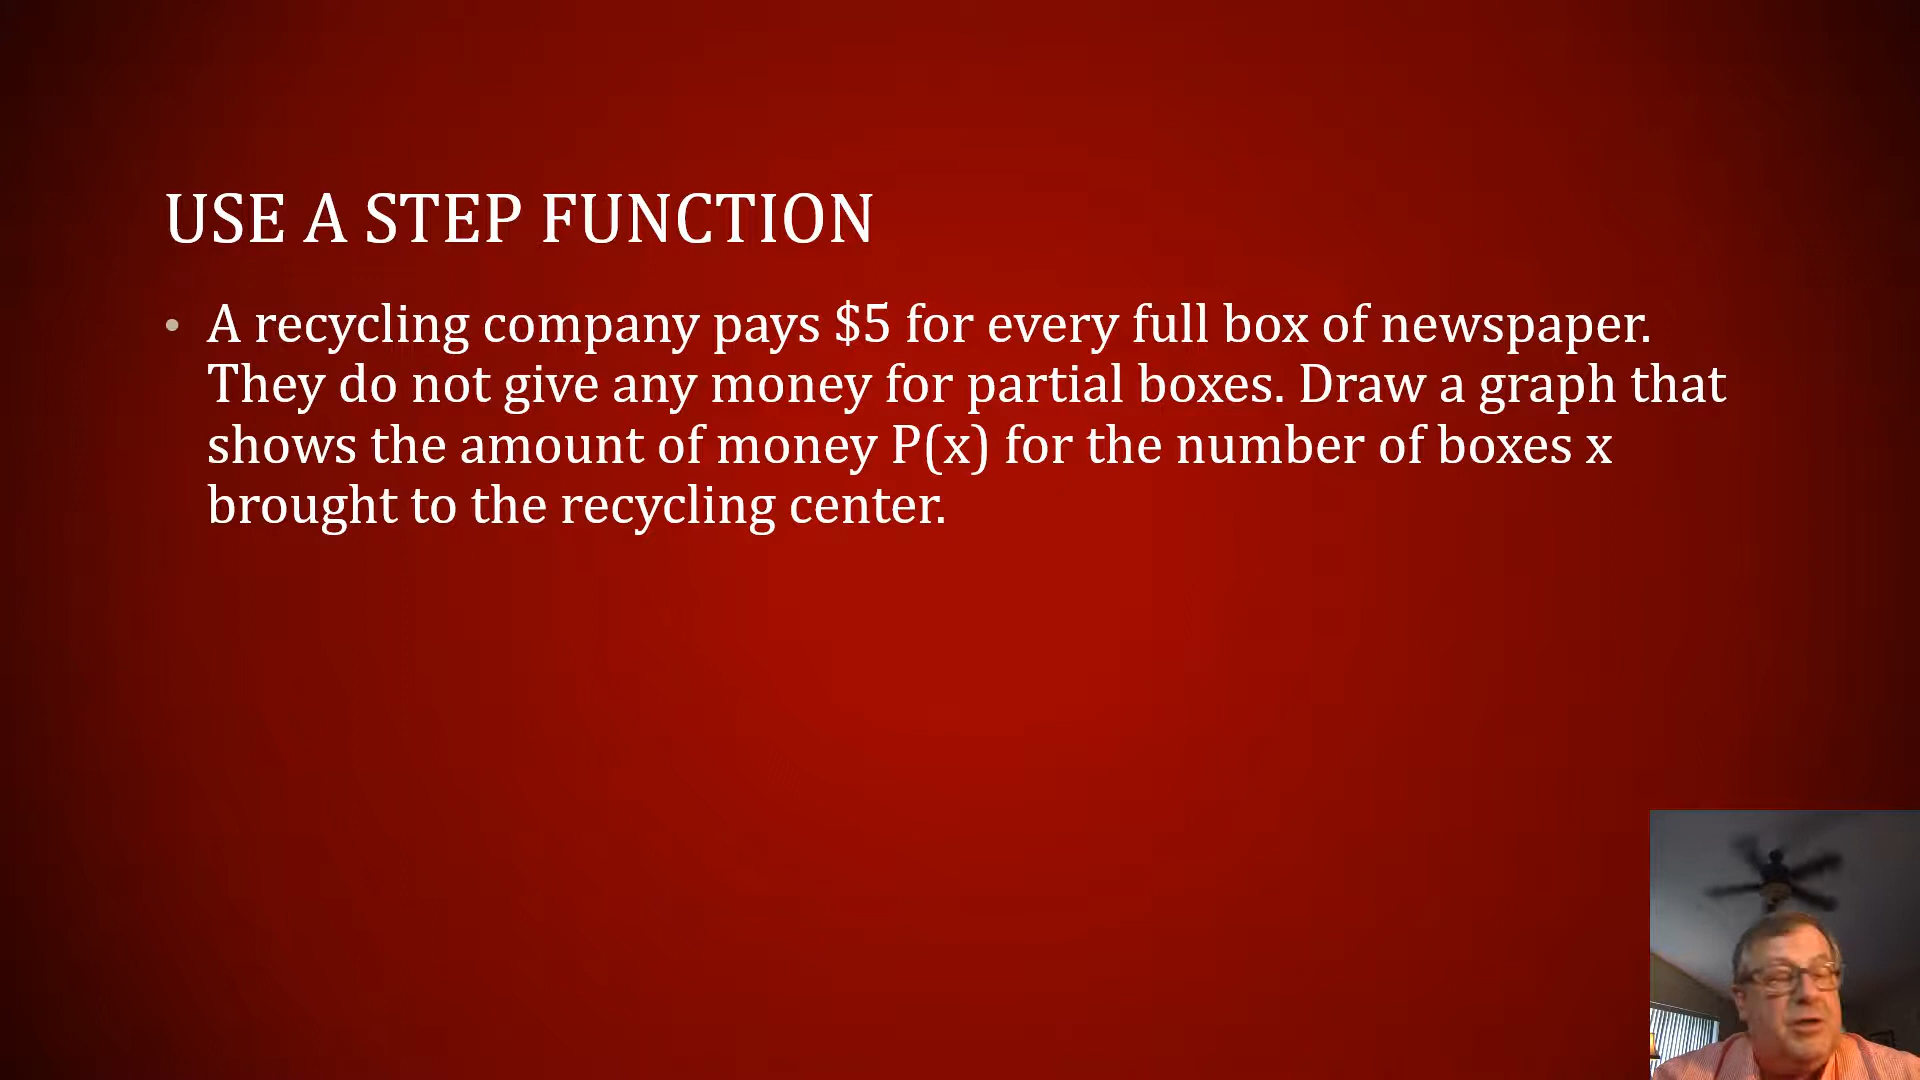 USE A STEP FUNCTION
• A recycling company pays $5 for every full box of newspaper.
They do not give any money for partial boxes. Draw a graph that
shows the amount of money P(x) for the number of boxes x
brought to the recycling center.